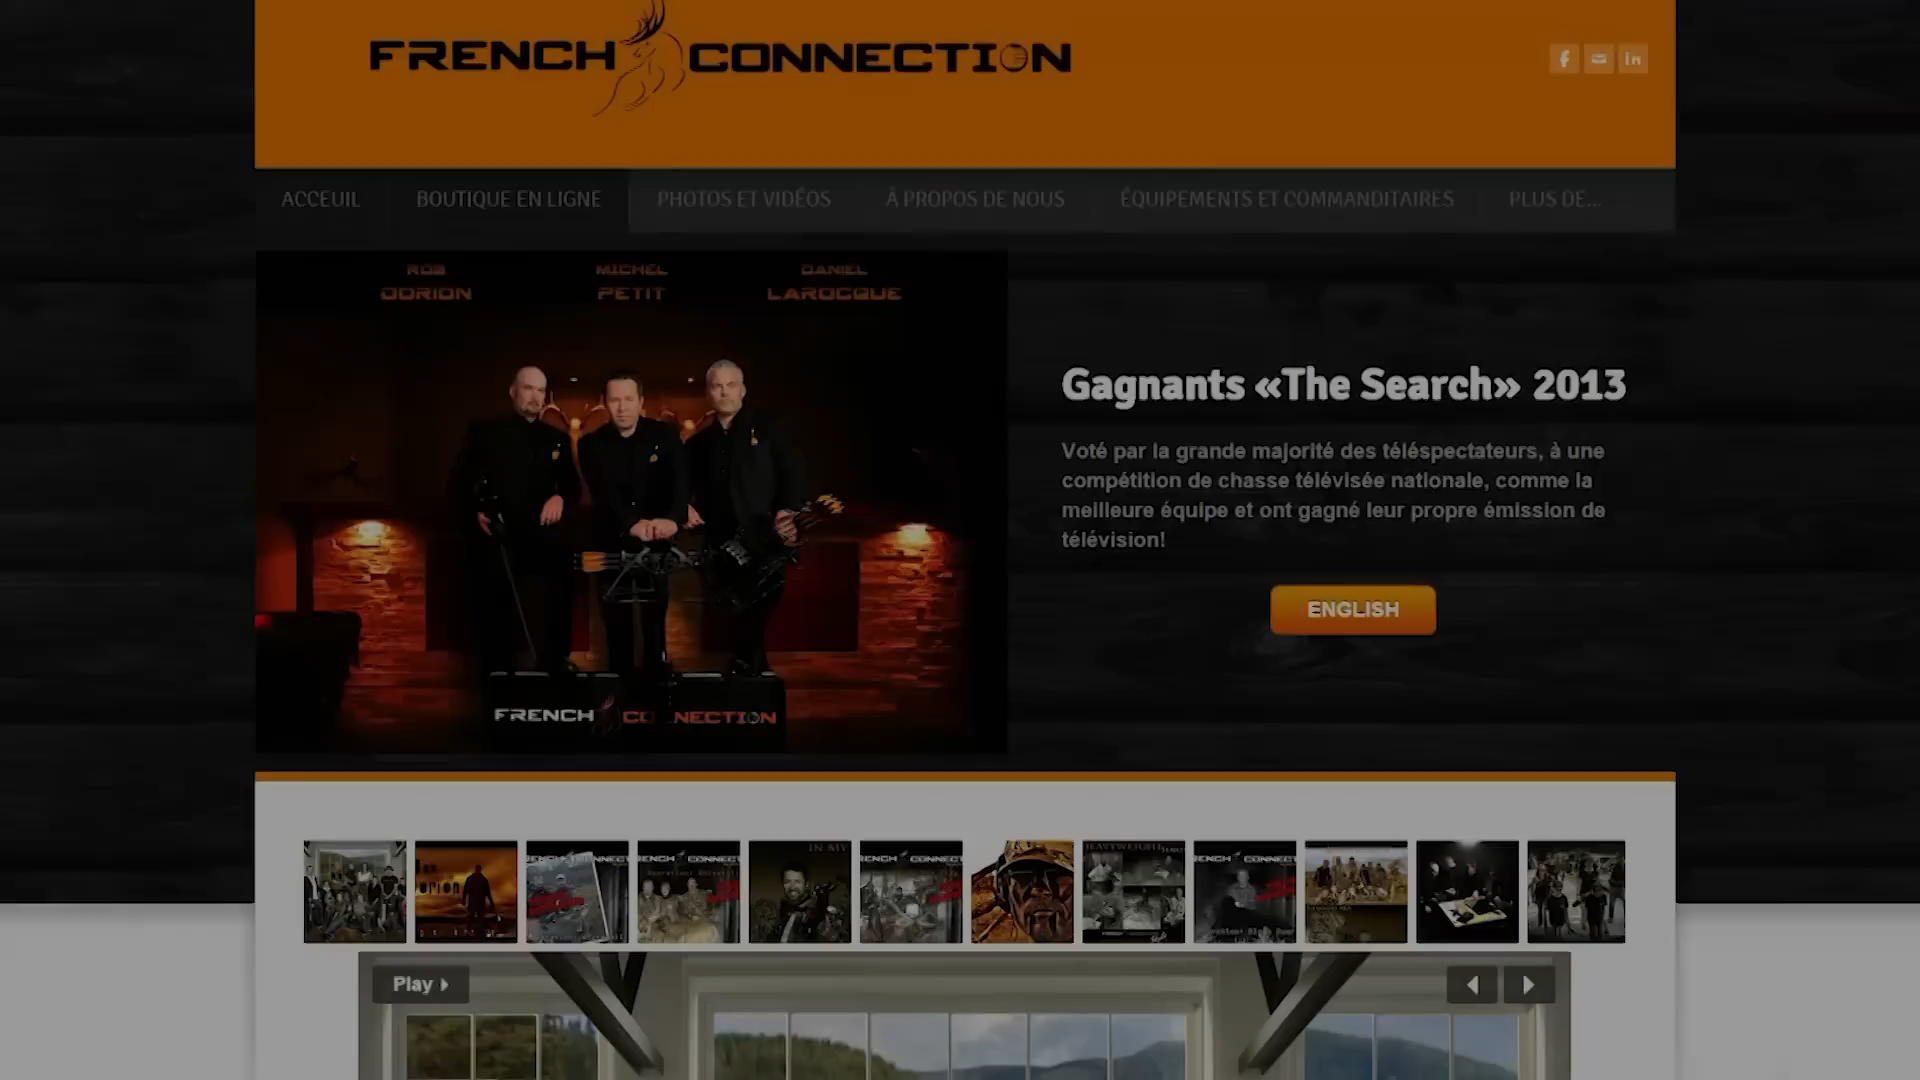 FRENCH CONNECTION
ACCEUIL
BOUTIQUE EN LIGNE
PHOTOS ET VIDÉOS
À PROPOS DE NOUS
ÉQUIPEMENTS ET COMMANDITAIRES
PLUS DE...
ROB DORION
MICHEL PETIT
DANIEL LAROCQUE
FRENCH CONNECTION
Gagnants «The Search» 2013
Voté par la grande majorité des téléspectateurs, à une
compétition de chasse télévisée nationale, comme la
meilleure équipe et ont gagné leur propre émission de
télévision!
ENGLISH
IN MY
Play